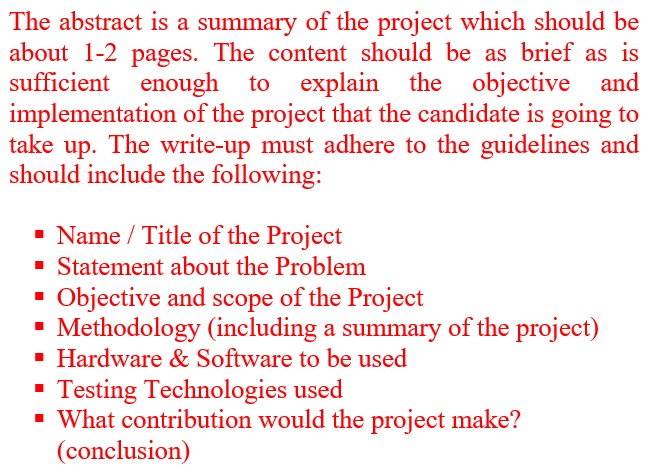 The abstract is a summary of the project which should be
about 1-2 pages. The content should be as brief as is
sufficient enough to explain the objective and
implementation of the project that the candidate is going to
take up. The write-up must adhere to the guidelines and
should include the following:
▪ Name / Title of the Project
▪ Statement about the Problem
▪ Objective and scope of the Project
▪ Methodology (including a summary of the project)
▪ Hardware & Software to be used
▪ Testing Technologies used
▪ What contribution would the project make?
(conclusion)